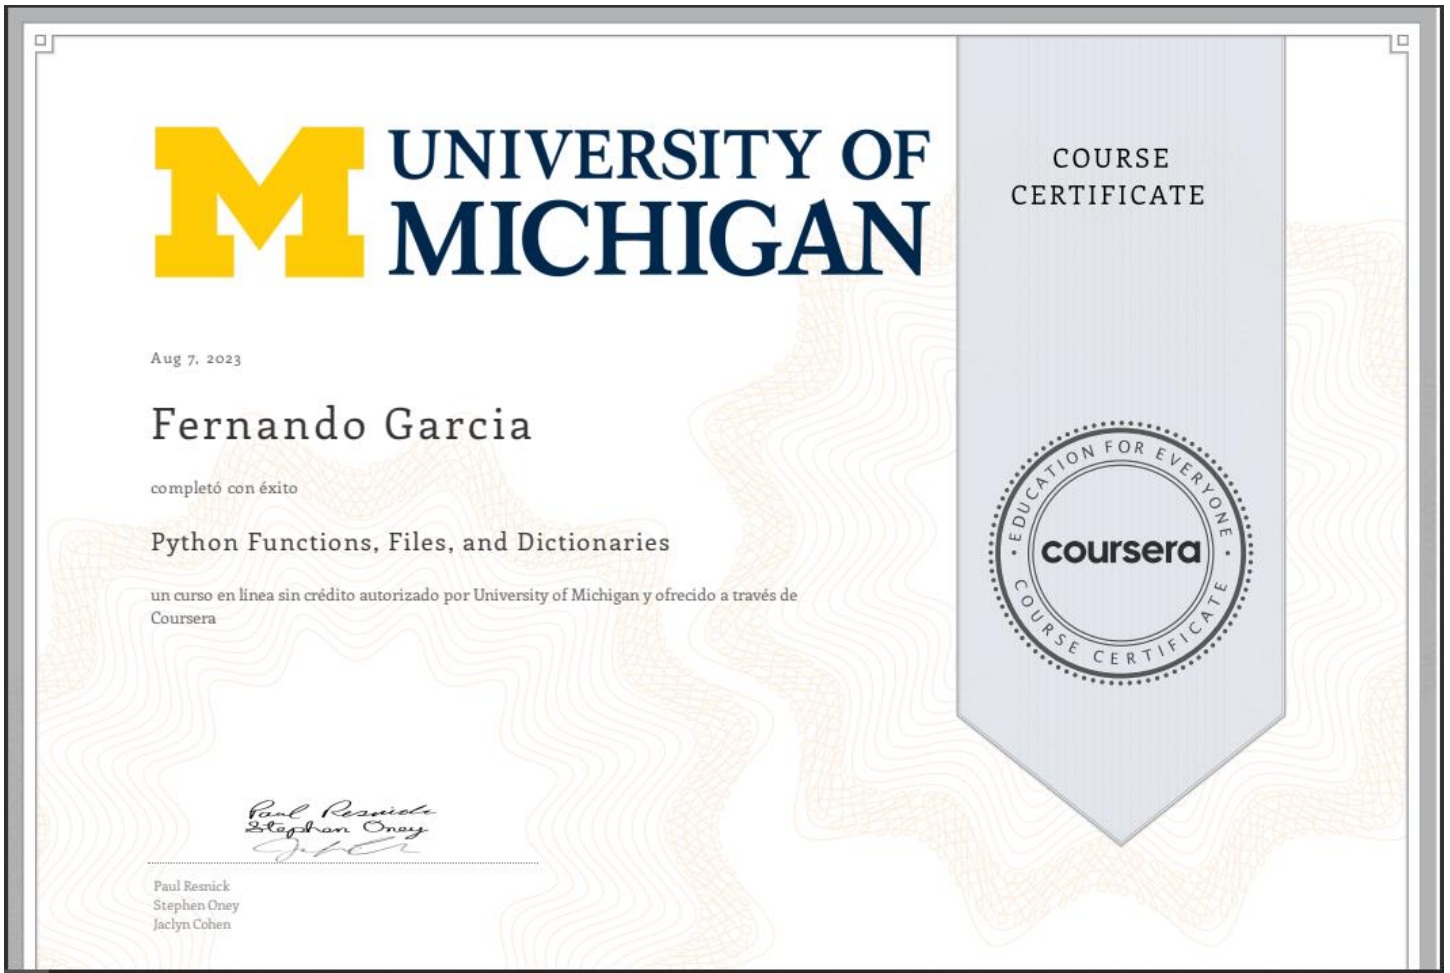 UNIVERSITY OF
MICHIGAN
COURSE
CERTIFICATE
Aug 7, 2023
Fernando Garcia
completó con éxito
Python Functions, Files, and Dictionaries
un curso en línea sin crédito autorizado por University of Michigan y ofrecido a través de
Coursera
EDUCATION FOR EVERYONE
coursera
COURSE CERTIFICATE
Paul Resnick
Stephen Oney
Paul Resnick
Stephen Oney
Jaclyn Cohen